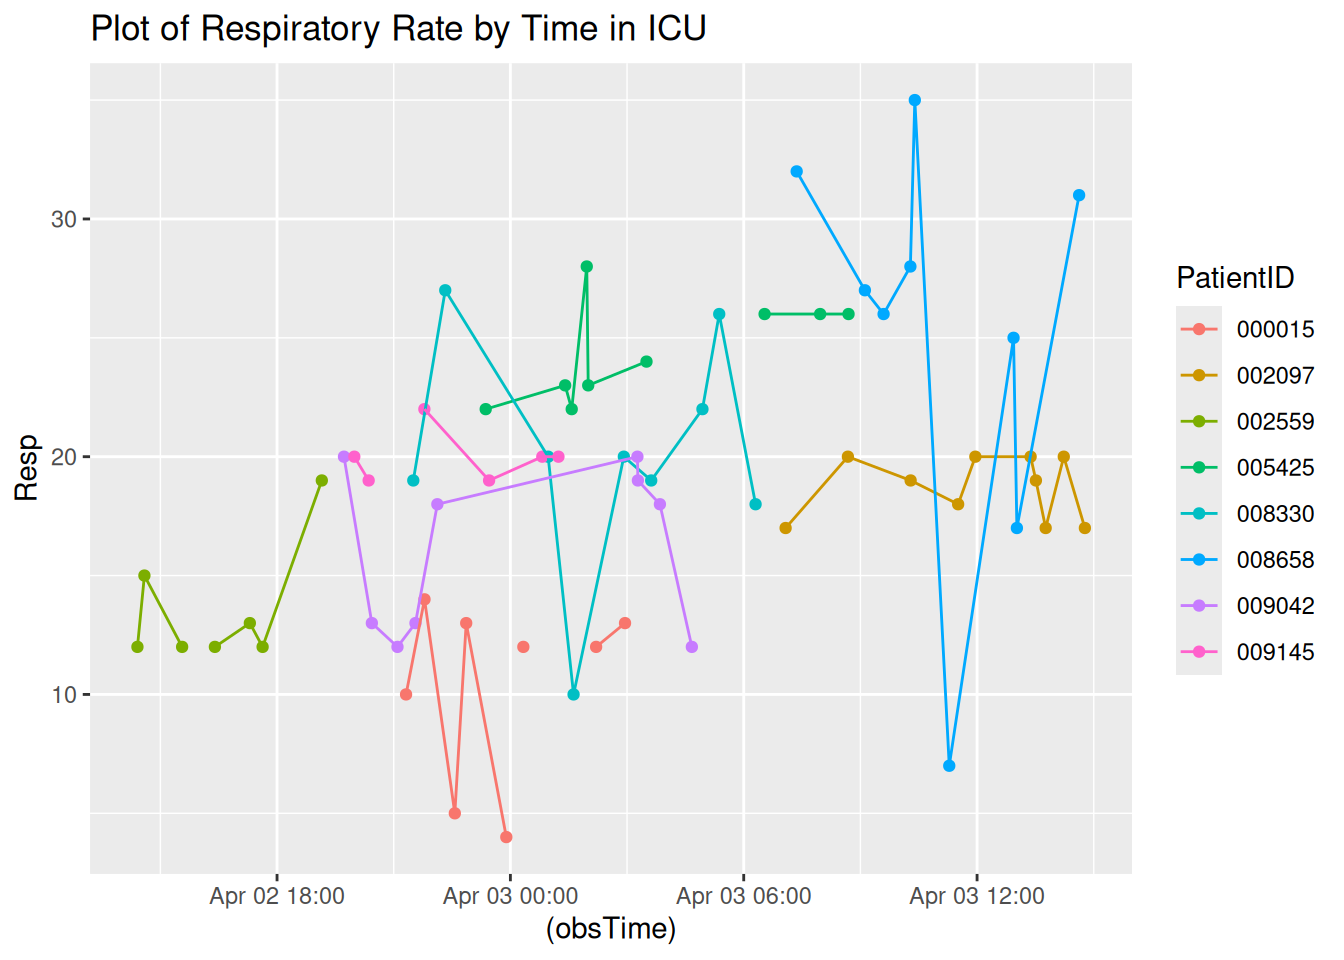 Plot of Respiratory Rate by Time in ICU
Resp
30
20
10
Apr 02 18:00
Apr 03 00:00
Apr 03 06:00
Apr 03 12:00
(obsTime)
PatientID
000015
002097
002559
005425
008330
008658
009042
009145